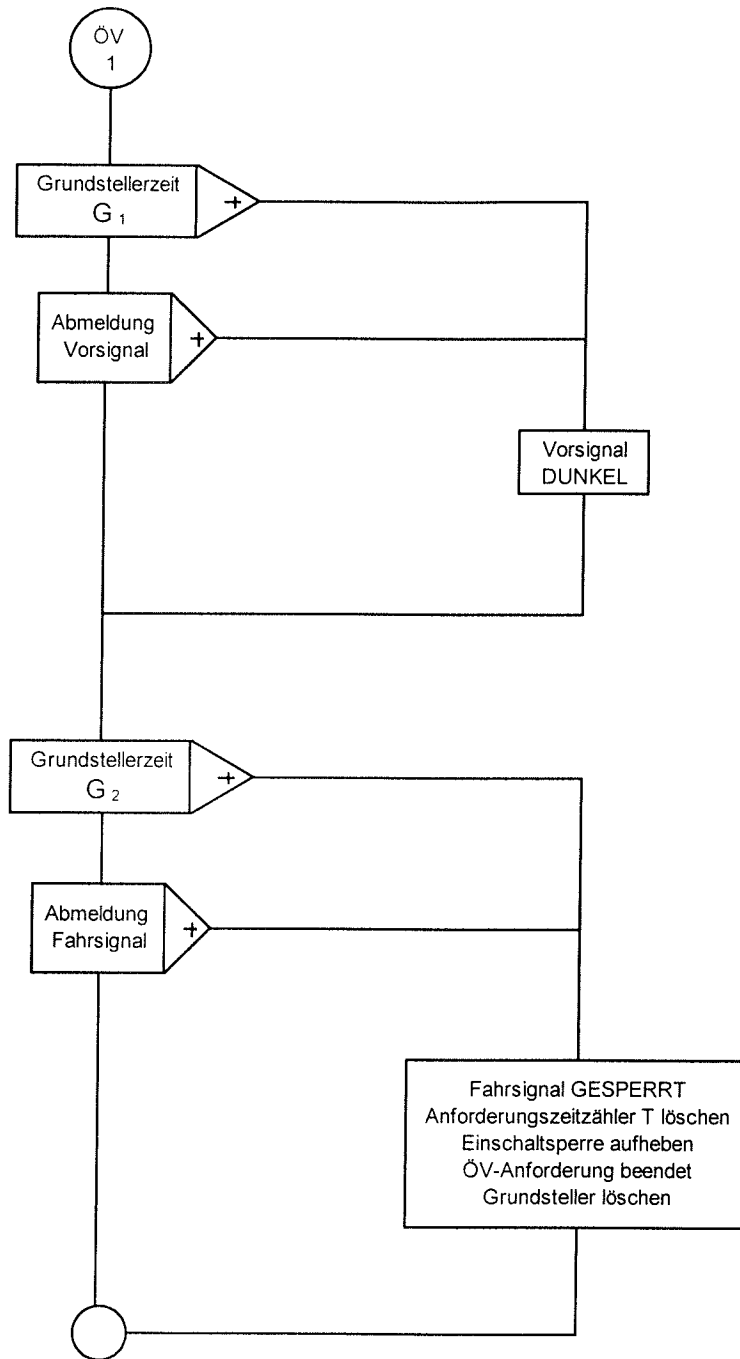 ÖV
1
Grundstellerzeit
G 1
+
Abmeldung
Vorsignal
+
Vorsignal
DUNKEL
Grundstellerzeit
G 2
+
Abmeldung
Fahrsignal
+
Fahrsignal GESPERRT
Anforderungszeitzähler T löschen
Einschaltsperre aufheben
ÖV-Anforderung beendet
Grundsteller löschen